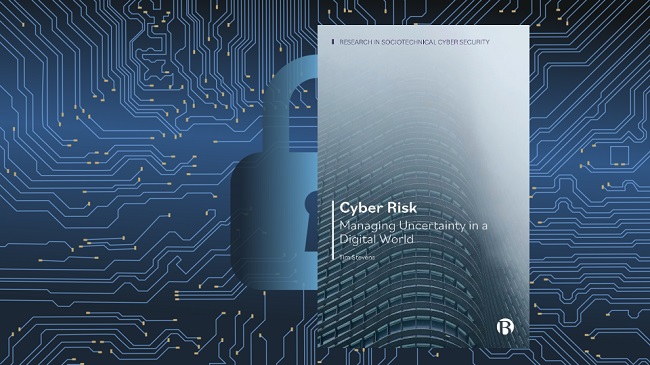 RESEARCH IN SOCIOTECHNICAL CYBER SECURITY
Cyber Risk
Managing Uncertainty in a
Digital World
Tim Stevens